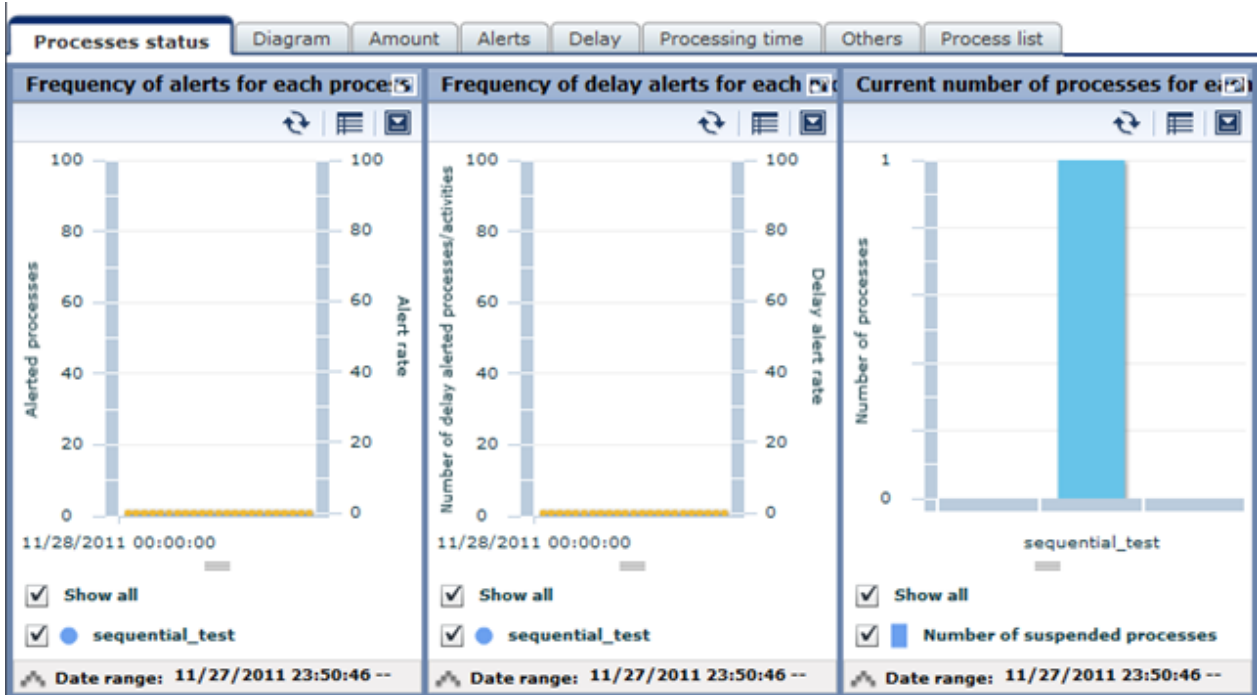 Processes status Diagram Amount Alerts Delay Processing time Others Process list
Frequency of alerts for each
100 100
80 80
60 60
40 40
20 20
0 0
Alerted processes
Alert rate
11/28/2011 00:00:00
Show all
sequential_test
Date range: 11/27/2011 23:50:46 --
Frequency of delay alerts for each
100 100
80 80
60 60
40 40
20 20
0 0
Number of delay alerted processes/activities
Delay alert rate
11/28/2011 00:00:00
Show all
sequential_test
Date range: 11/27/2011 23:50:46 --
Current number of processes for
1
0
Number of processes
sequential_test
Show all
Number of suspended processes
Date range: 11/27/2011 23:50:46 --